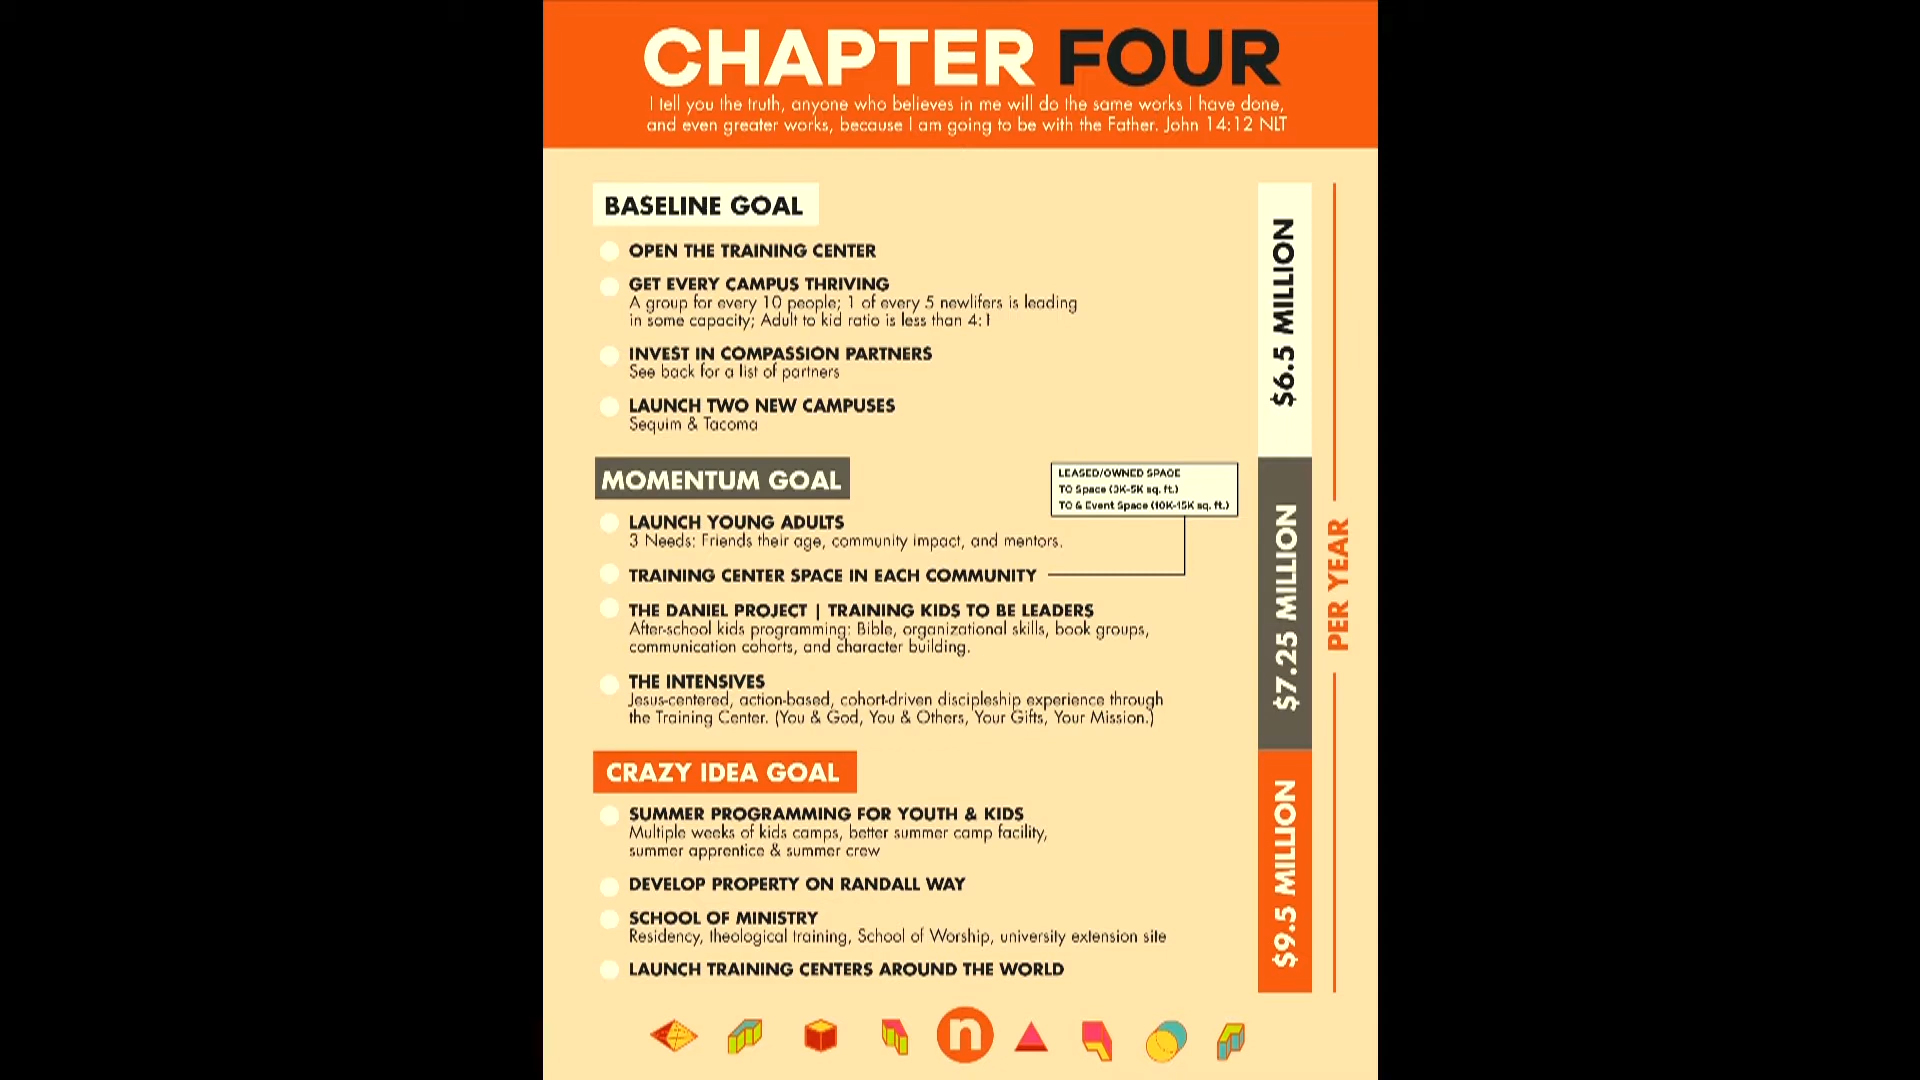 CHAPTER FOUR
I tell you the truth, anyone who believes in me will do the same works I have done,
and even greater works, because I am going to be with the Father. John 14:12 NLT
BASELINE GOAL
OPEN THE TRAINING CENTER
GET EVERY CAMPUS THRIVING
A group for every 10 people; 1 of every 5 newlifers is leading
in some capacity; Adult to kid ratio is less than 4:1
INVEST IN COMPASSION PARTNERS
See back for a list of partners
LAUNCH TWO NEW CAMPUSES
Sequim & Tacoma
$6.5 MILLION
MOMENTUM GOAL
LEASED/OWNED SPACE
TO Space (3K-5K sq. ft.)
TO & Event Space (10K-15K sq. ft.)
LAUNCH YOUNG ADULTS
3 Needs: Friends their age, community impact, and mentors.
TRAINING CENTER SPACE IN EACH COMMUNITY
THE DANIEL PROJECT | TRAINING KIDS TO BE LEADERS
After-school kids programming: Bible, organizational skills, book groups,
communication cohorts, and character building.
THE INTENSIVES
Jesus-centered, action-based, cohort-driven discipleship experience through
the Training Center. (You & God, You & Others, Your Gifts, Your Mission.)
$7.25 MILLION
PER YEAR
CRAZY IDEA GOAL
SUMMER PROGRAMMING FOR YOUTH & KIDS
Multiple weeks of kids camps, better summer camp facility,
summer apprentice & summer crew
DEVELOP PROPERTY ON RANDALL WAY
SCHOOL OF MINISTRY
Residency, theological training, School of Worship, university extension site
LAUNCH TRAINING CENTERS AROUND THE WORLD
$9.5 MILLION
n